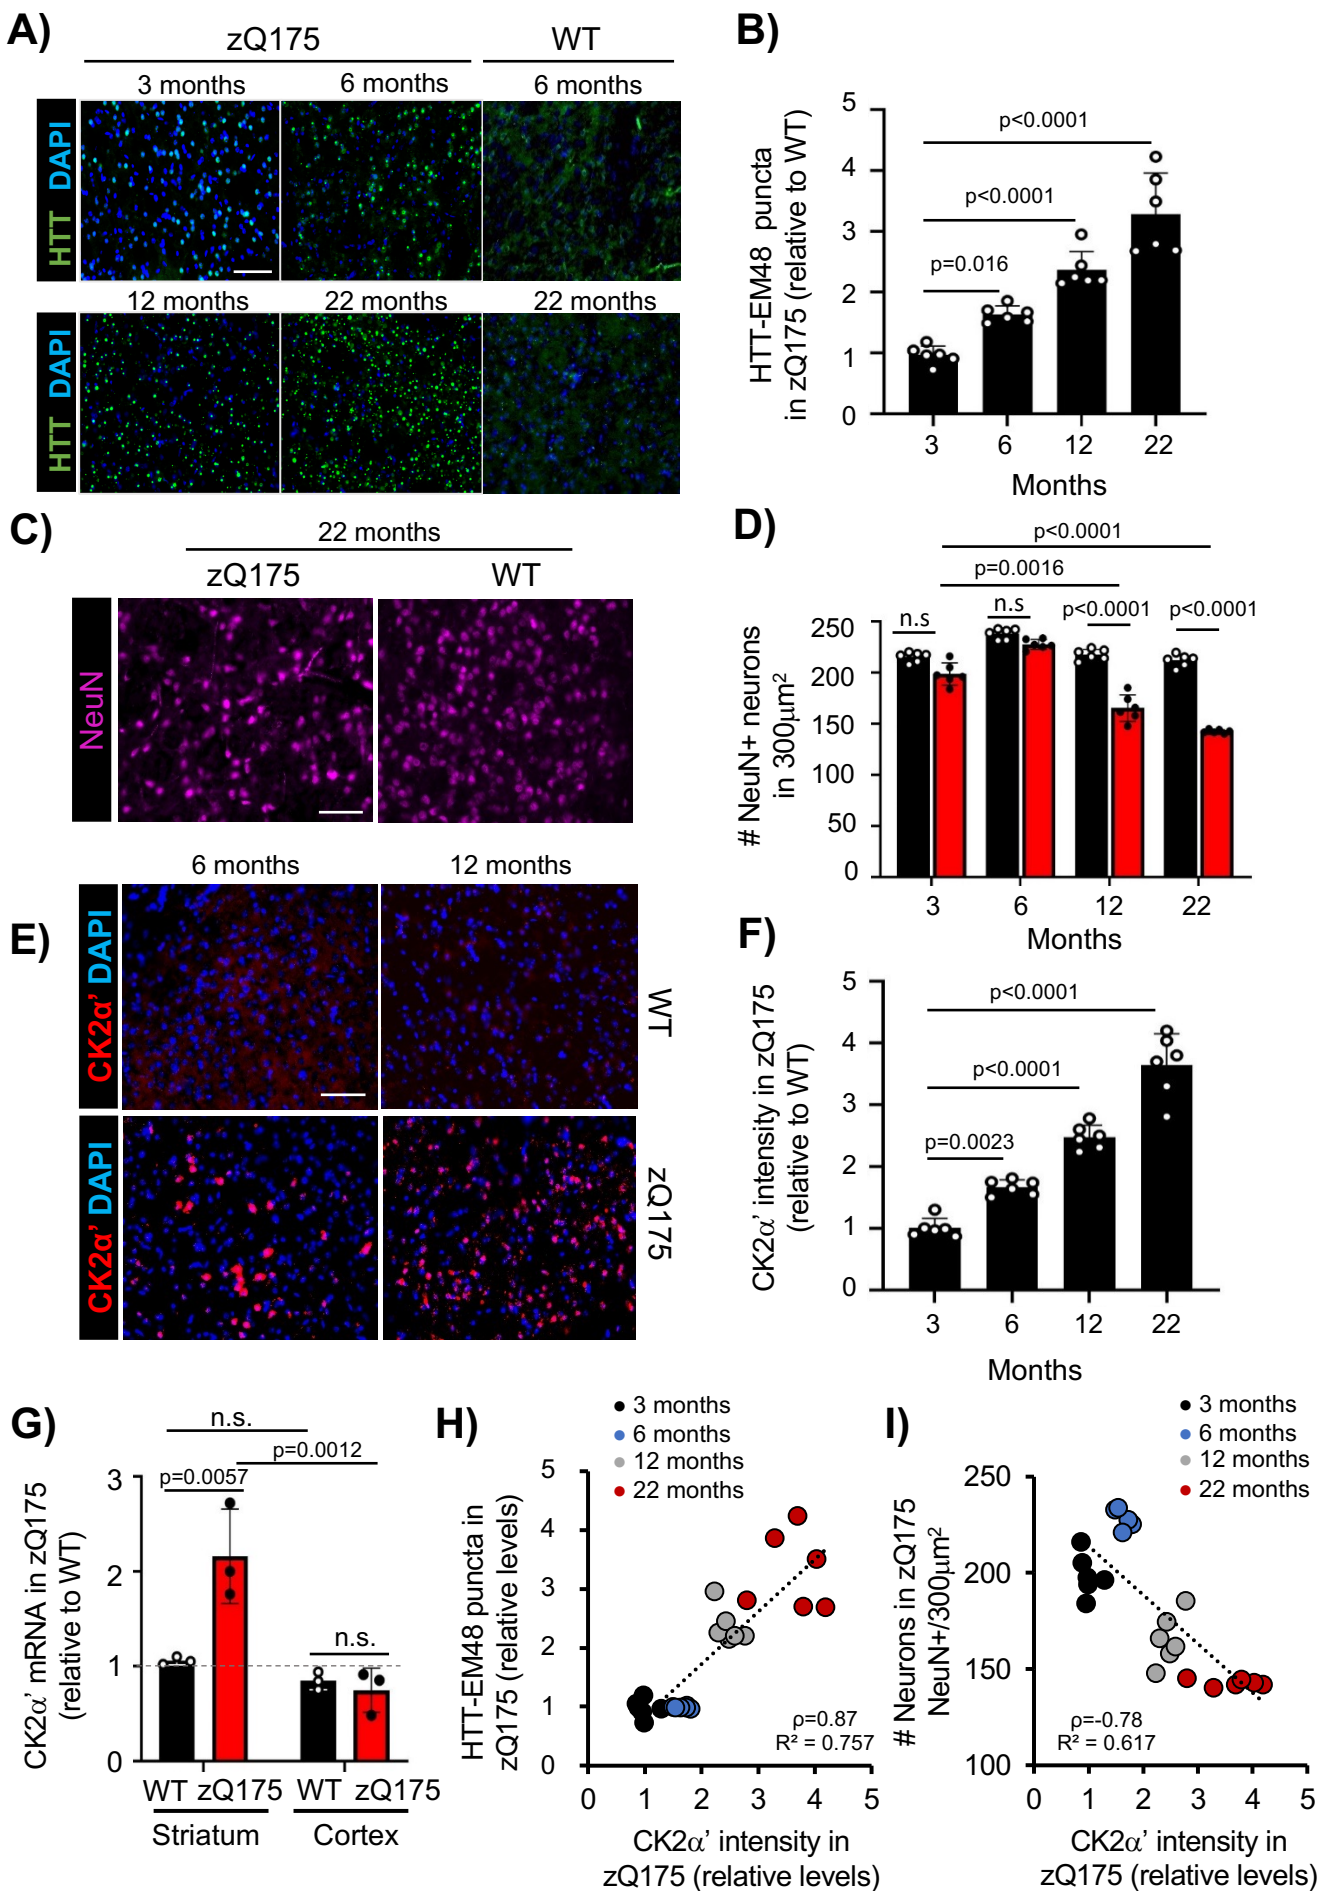 A)
zQ175
WT
3 months
6 months
6 months
HTT DAPI
12 months
22 months
22 months
HTT DAPI
B)
HTT-EM48 puncta
in zQ175 (relative to WT)
5
4
3
2
1
0
p<0.0001
p<0.0001
p=0.016
3
6
12
22
Months
C)
22 months
zQ175
WT
NeuN
D)
# NeuN+ neurons
in 300μm²
p<0.0001
p=0.0016
n.s
n.s
p<0.0001
p<0.0001
250
200
150
100
50
0
3
6
12
22
Months
E)
6 months
12 months
CK2α' DAPI
WT
CK2α' DAPI
zQ175
F)
CK2α' intensity in zQ175
(relative to WT)
5
4
3
2
1
0
p<0.0001
p<0.0001
p=0.0023
3
6
12
22
Months
G)
CK2α' mRNA in zQ175
(relative to WT)
n.s.
p=0.0012
p=0.0057
n.s.
3
2
1
0
WT zQ175
WT zQ175
Striatum
Cortex
H)
3 months
6 months
12 months
22 months
HTT-EM48 puncta in
zQ175 (relative levels)
5
4
3
2
1
0
ρ=0.87
R² = 0.757
0 1 2 3 4 5
CK2α' intensity in
zQ175 (relative levels)
I)
3 months
6 months
12 months
22 months
# Neurons in zQ175
NeuN+/300μm²
250
200
150
100
ρ=-0.78
R² = 0.617
0 1 2 3 4 5
CK2α' intensity in
zQ175 (relative levels)